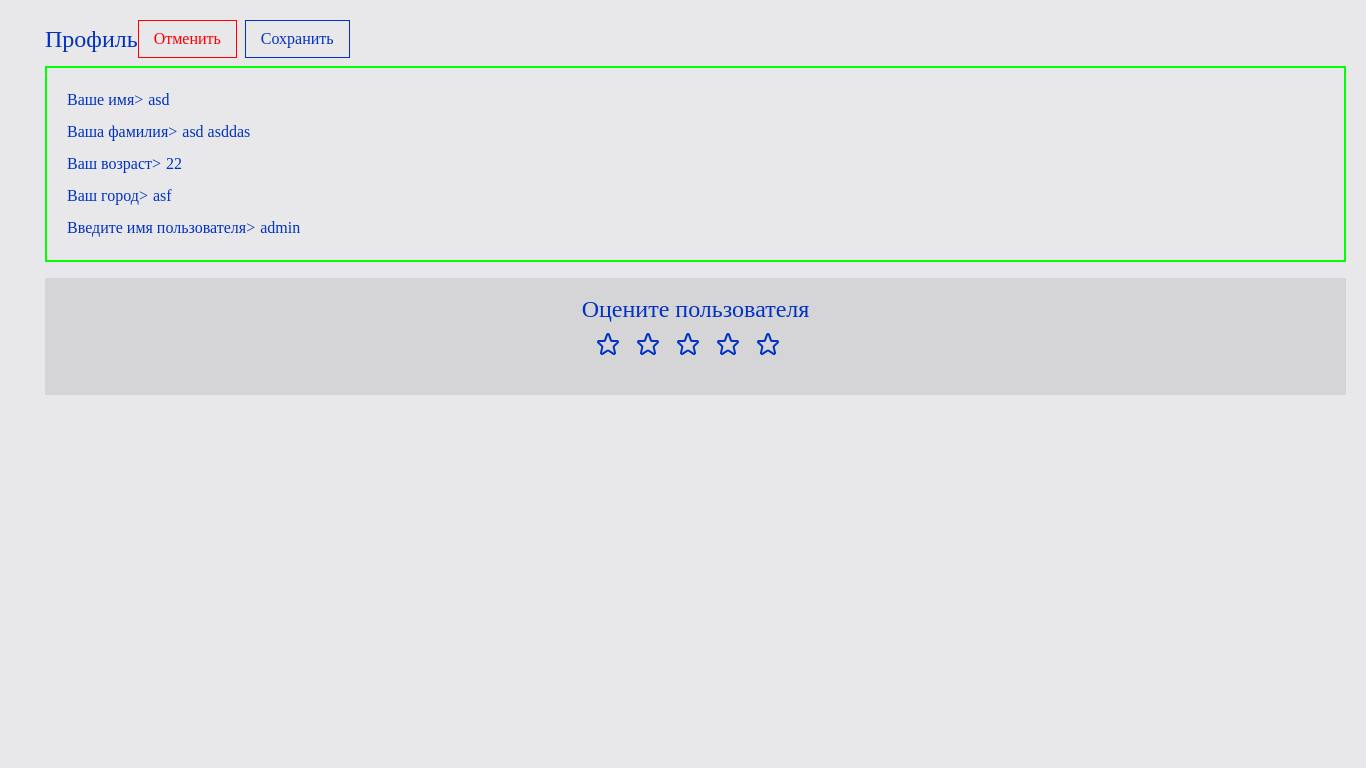 Профиль Отменить Сохранить
Ваше имя> asd
Ваша фамилия> asd asddas
Ваш возраст> 22
Ваш город> asf
Введите имя пользователя> admin
Оцените пользователя